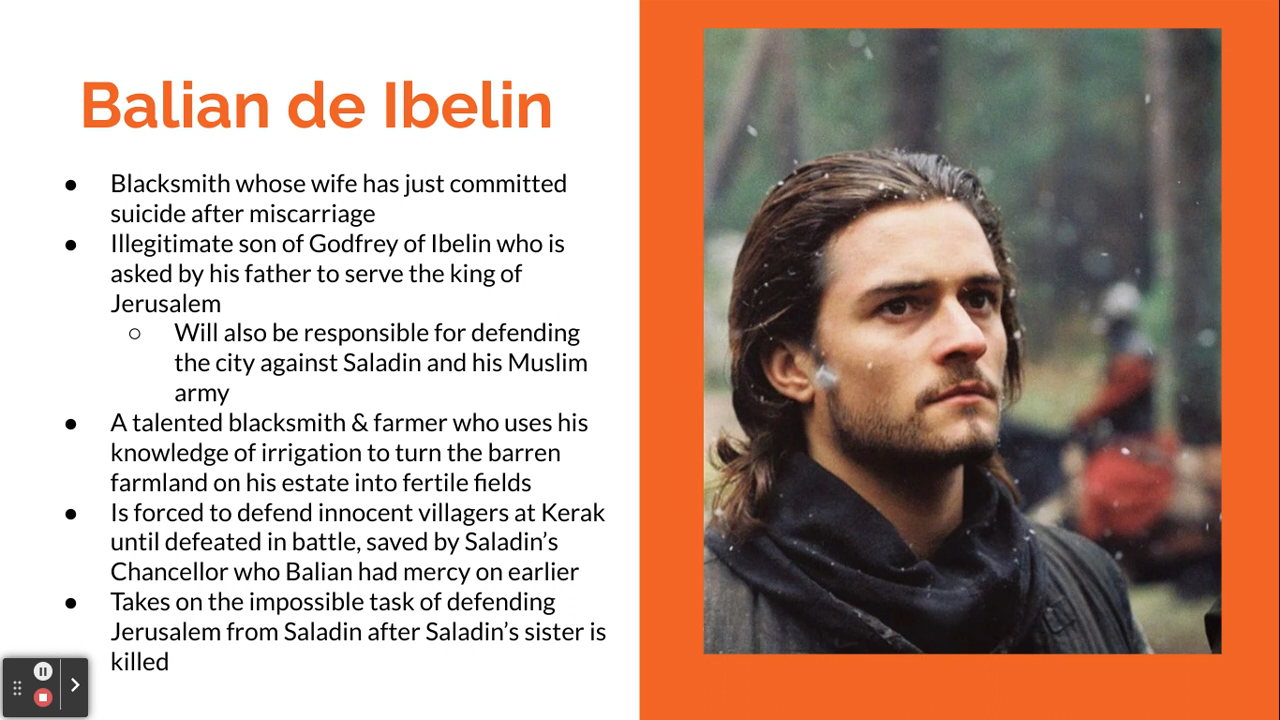 Balian de Ibelin
● Blacksmith whose wife has just committed
suicide after miscarriage
● Illegitimate son of Godfrey of Ibelin who is
asked by his father to serve the king of
Jerusalem
○ Will also be responsible for defending
the city against Saladin and his Muslim
army
● A talented blacksmith & farmer who uses his
knowledge of irrigation to turn the barren
farmland on his estate into fertile fields
● Is forced to defend innocent villagers at Kerak
until defeated in battle, saved by Saladin’s
Chancellor who Balian had mercy on earlier
● Takes on the impossible task of defending
Jerusalem from Saladin after Saladin’s sister is
killed